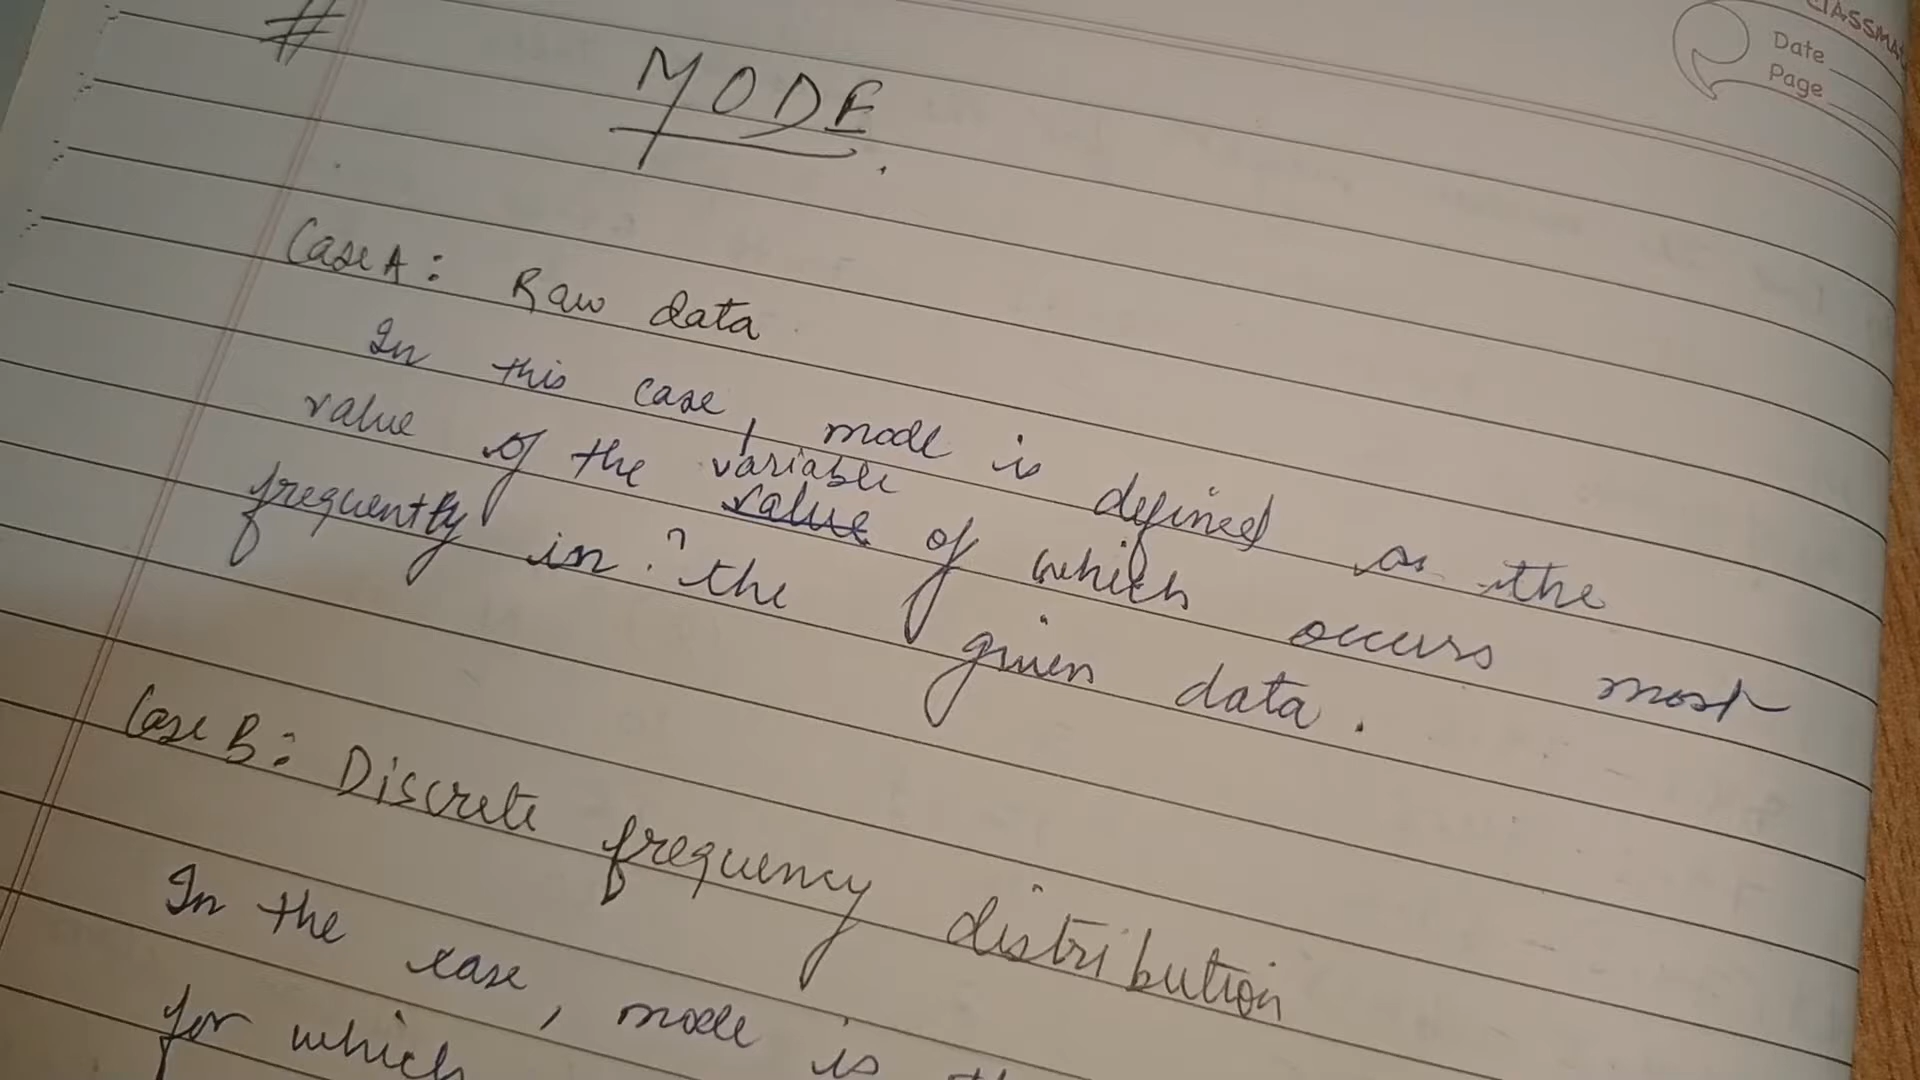 CLASSMA
Date
Page
#
MODE.
Case A : Raw data
In this case, mode is defined as the
value of the variable value of which occurs most
frequently in ? the given data.
Case B : Discrete frequency distribution
In the case, mode is
for which